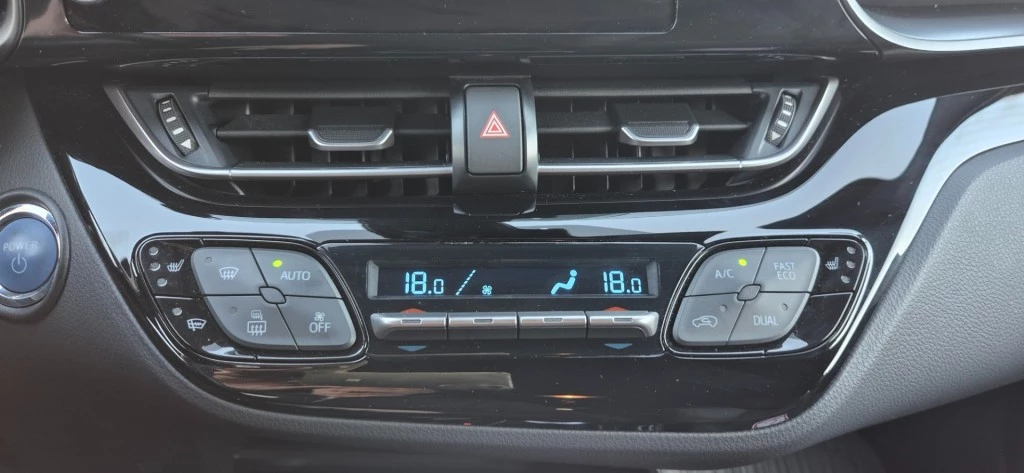 POWER
AUTO
OFF
18.0 18.0
A/C
FAST
ECO
DUAL